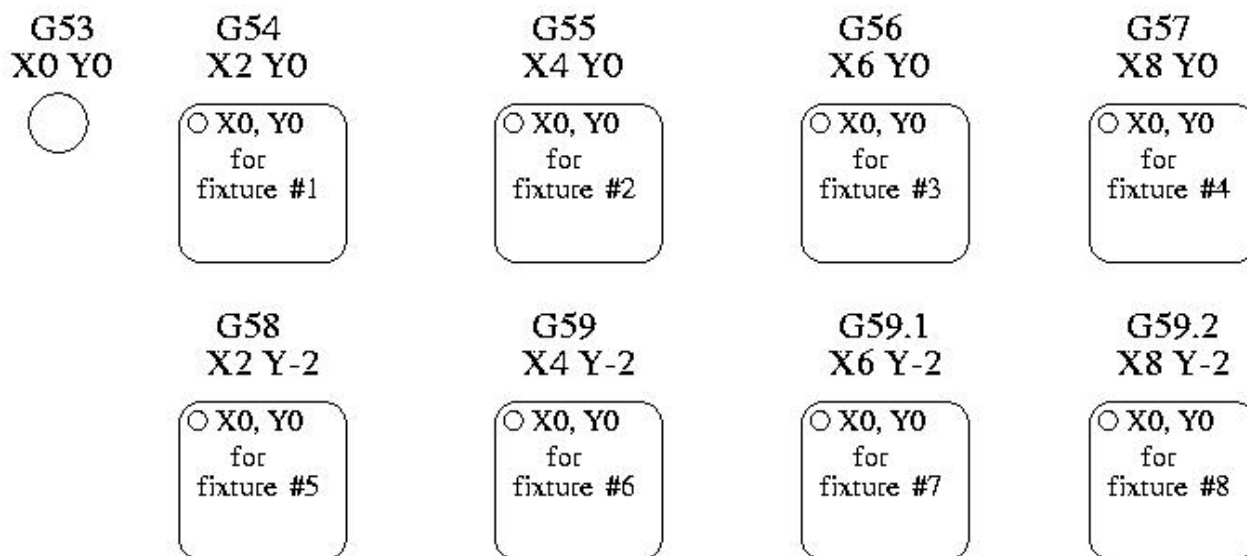 G53 G54 G55 G56 G57
X0 Y0 X2 Y0 X4 Y0 X6 Y0 X8 Y0
X0, Y0
for
fixture #1
X0, Y0
for
fixture #2
X0, Y0
for
fixture #3
X0, Y0
for
fixture #4
G58 G59 G59.1 G59.2
X2 Y-2 X4 Y-2 X6 Y-2 X8 Y-2
X0, Y0
for
fixture #5
X0, Y0
for
fixture #6
X0, Y0
for
fixture #7
X0, Y0
for
fixture #8